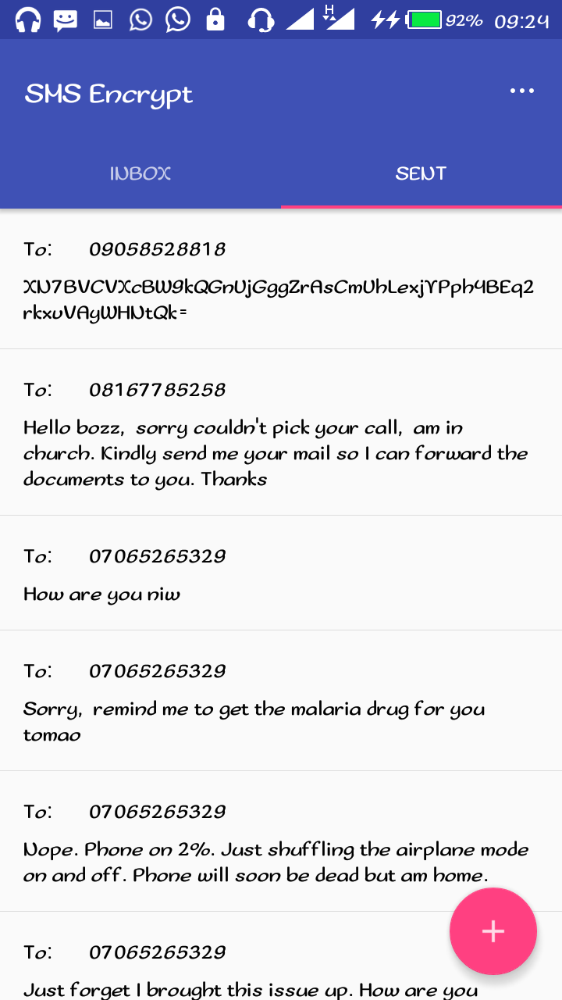 H
92% 09:24
SMS Encrypt
INBOX SENT
To: 09058528818
XN7BVCVXcBW9kQGnUjGggZrAsCmUhLexjYPph4BEq2
rkxuVAyWHNtQk=
To: 08167785258
Hello bozz, sorry couldn't pick your call, am in
church. Kindly send me your mail so I can forward the
documents to you. Thanks
To: 07065265329
How are you niw
To: 07065265329
Sorry, remind me to get the malaria drug for you
tomao
To: 07065265329
Nope. Phone on 2%. Just shuffling the airplane mode
on and off. Phone will soon be dead but am home.
To: 07065265329
Just forget I brought this issue up. How are you